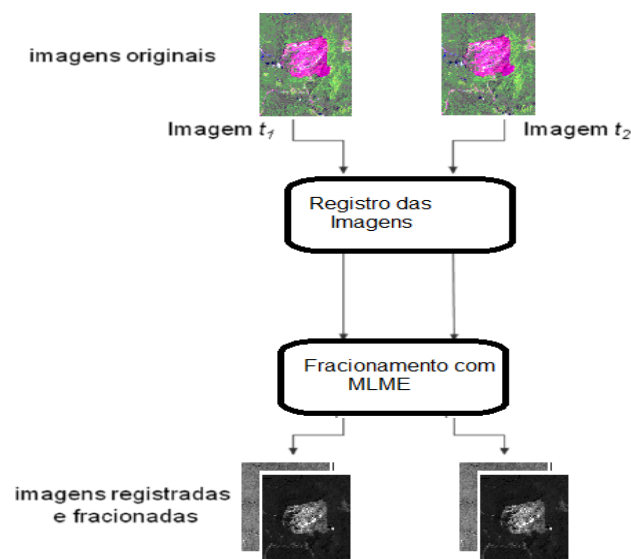 imagens originais
Imagem t1
Imagem t2
Registro das
Imagens
Fracionamento com
MLME
imagens registradas
e fracionadas